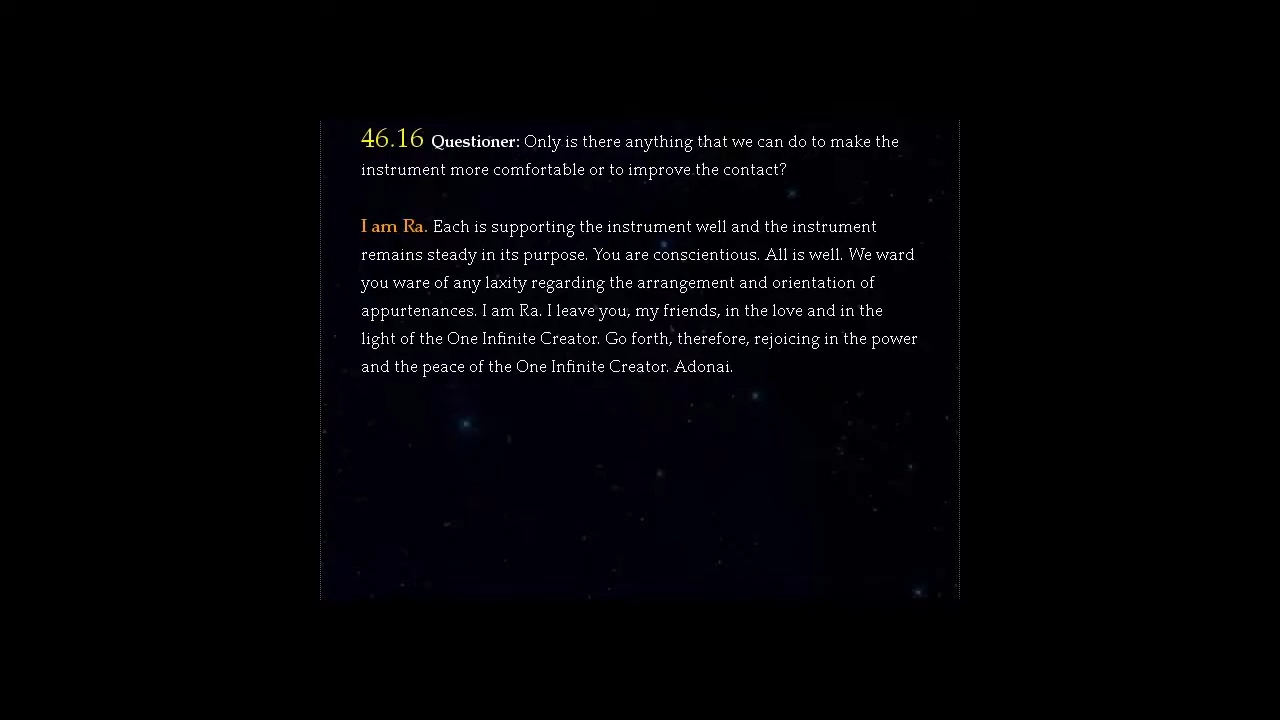 46.16 Questioner: Only is there anything that we can do to make the
instrument more comfortable or to improve the contact?
I am Ra. Each is supporting the instrument well and the instrument
remains steady in its purpose. You are conscientious. All is well. We ward
you ware of any laxity regarding the arrangement and orientation of
appurtenances. I am Ra. I leave you, my friends, in the love and in the
light of the One Infinite Creator. Go forth, therefore, rejoicing in the power
and the peace of the One Infinite Creator. Adonai.